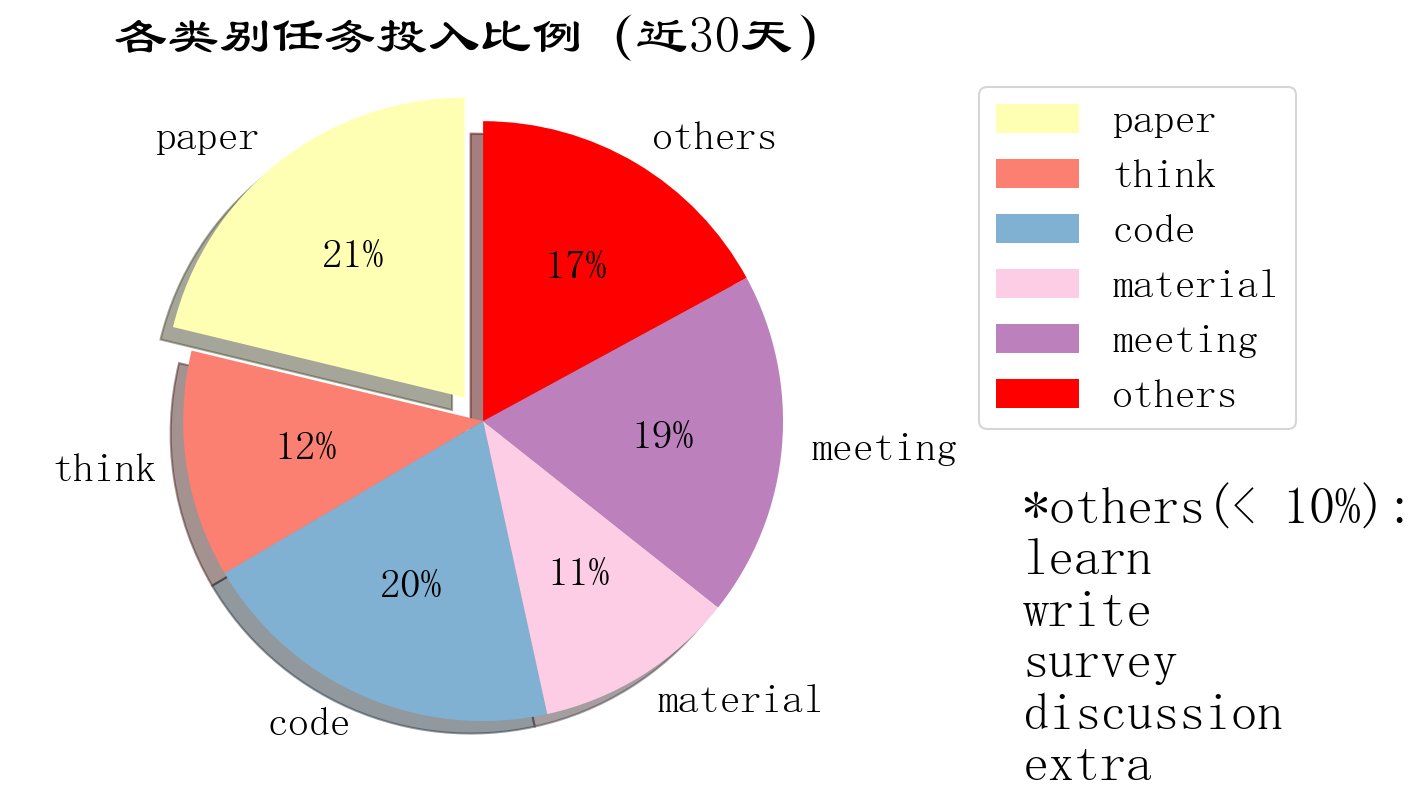 各类别任务投入比例 (近30天)
paper
others
21%
17%
12%
19%
think
meeting
20%
11%
code
material
paper
think
code
material
meeting
others
*others(< 10%):
learn
write
survey
discussion
extra